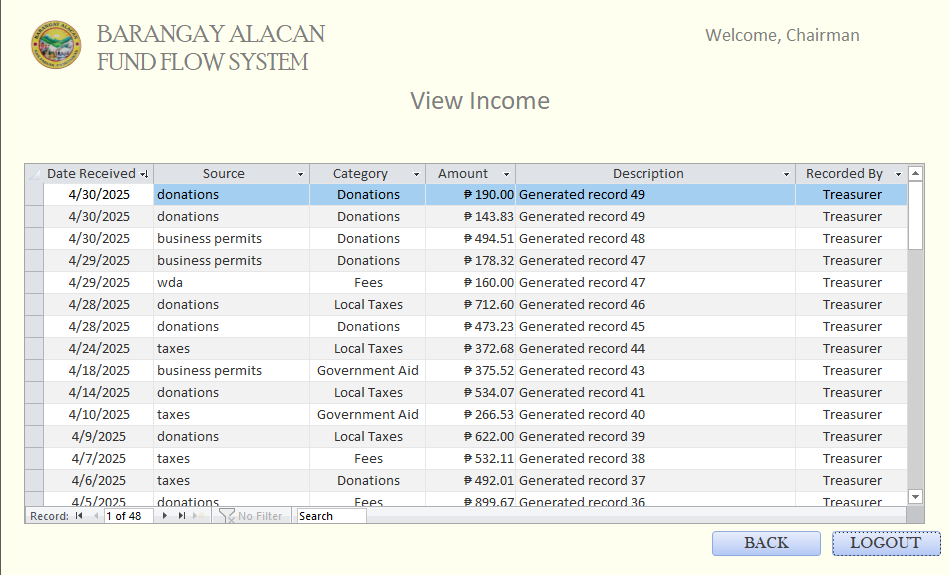 BARANGAY ALACAN
FUND FLOW SYSTEM
Welcome, Chairman
View Income
Date Received Source Category Amount Description Recorded By
4/30/2025 donations Donations ₱ 190.00 Generated record 49 Treasurer
4/30/2025 donations Donations ₱ 143.83 Generated record 49 Treasurer
4/30/2025 business permits Donations ₱ 494.51 Generated record 48 Treasurer
4/29/2025 business permits Donations ₱ 178.32 Generated record 47 Treasurer
4/29/2025 wda Fees ₱ 160.00 Generated record 47 Treasurer
4/28/2025 donations Local Taxes ₱ 712.60 Generated record 46 Treasurer
4/28/2025 donations Donations ₱ 473.23 Generated record 45 Treasurer
4/24/2025 taxes Local Taxes ₱ 372.68 Generated record 44 Treasurer
4/18/2025 business permits Government Aid ₱ 375.52 Generated record 43 Treasurer
4/14/2025 donations Local Taxes ₱ 534.07 Generated record 41 Treasurer
4/10/2025 taxes Government Aid ₱ 266.53 Generated record 40 Treasurer
4/9/2025 donations Local Taxes ₱ 622.00 Generated record 39 Treasurer
4/7/2025 taxes Fees ₱ 532.11 Generated record 38 Treasurer
4/6/2025 taxes Donations ₱ 492.01 Generated record 37 Treasurer
4/5/2025 donations Fees ₱ 899.67 Generated record 36 Treasurer
Record: 1 of 48 No Filter Search
BACK LOGOUT